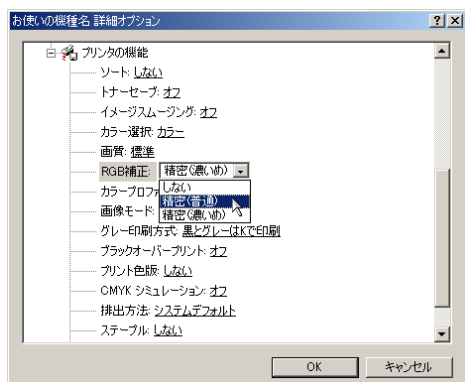 お使いの機種名 詳細オプション
プリンタの機能
ソート: しない
トナーセーブ: オフ
イメージスムージング: オフ
カラー選択: カラー
画質: 標準
RGB補正: 精密(濃いめ)
しない
カラープロファ
精密(普通)
画像モード:
精密(濃いめ)
グレー印刷方式: 黒とグレーはKで印刷
ブラックオーバープリント: オフ
プリント色版: しない
CMYK シミュレーション: オフ
排出方法: システムデフォルト
ステープル: しない
OK キャンセル